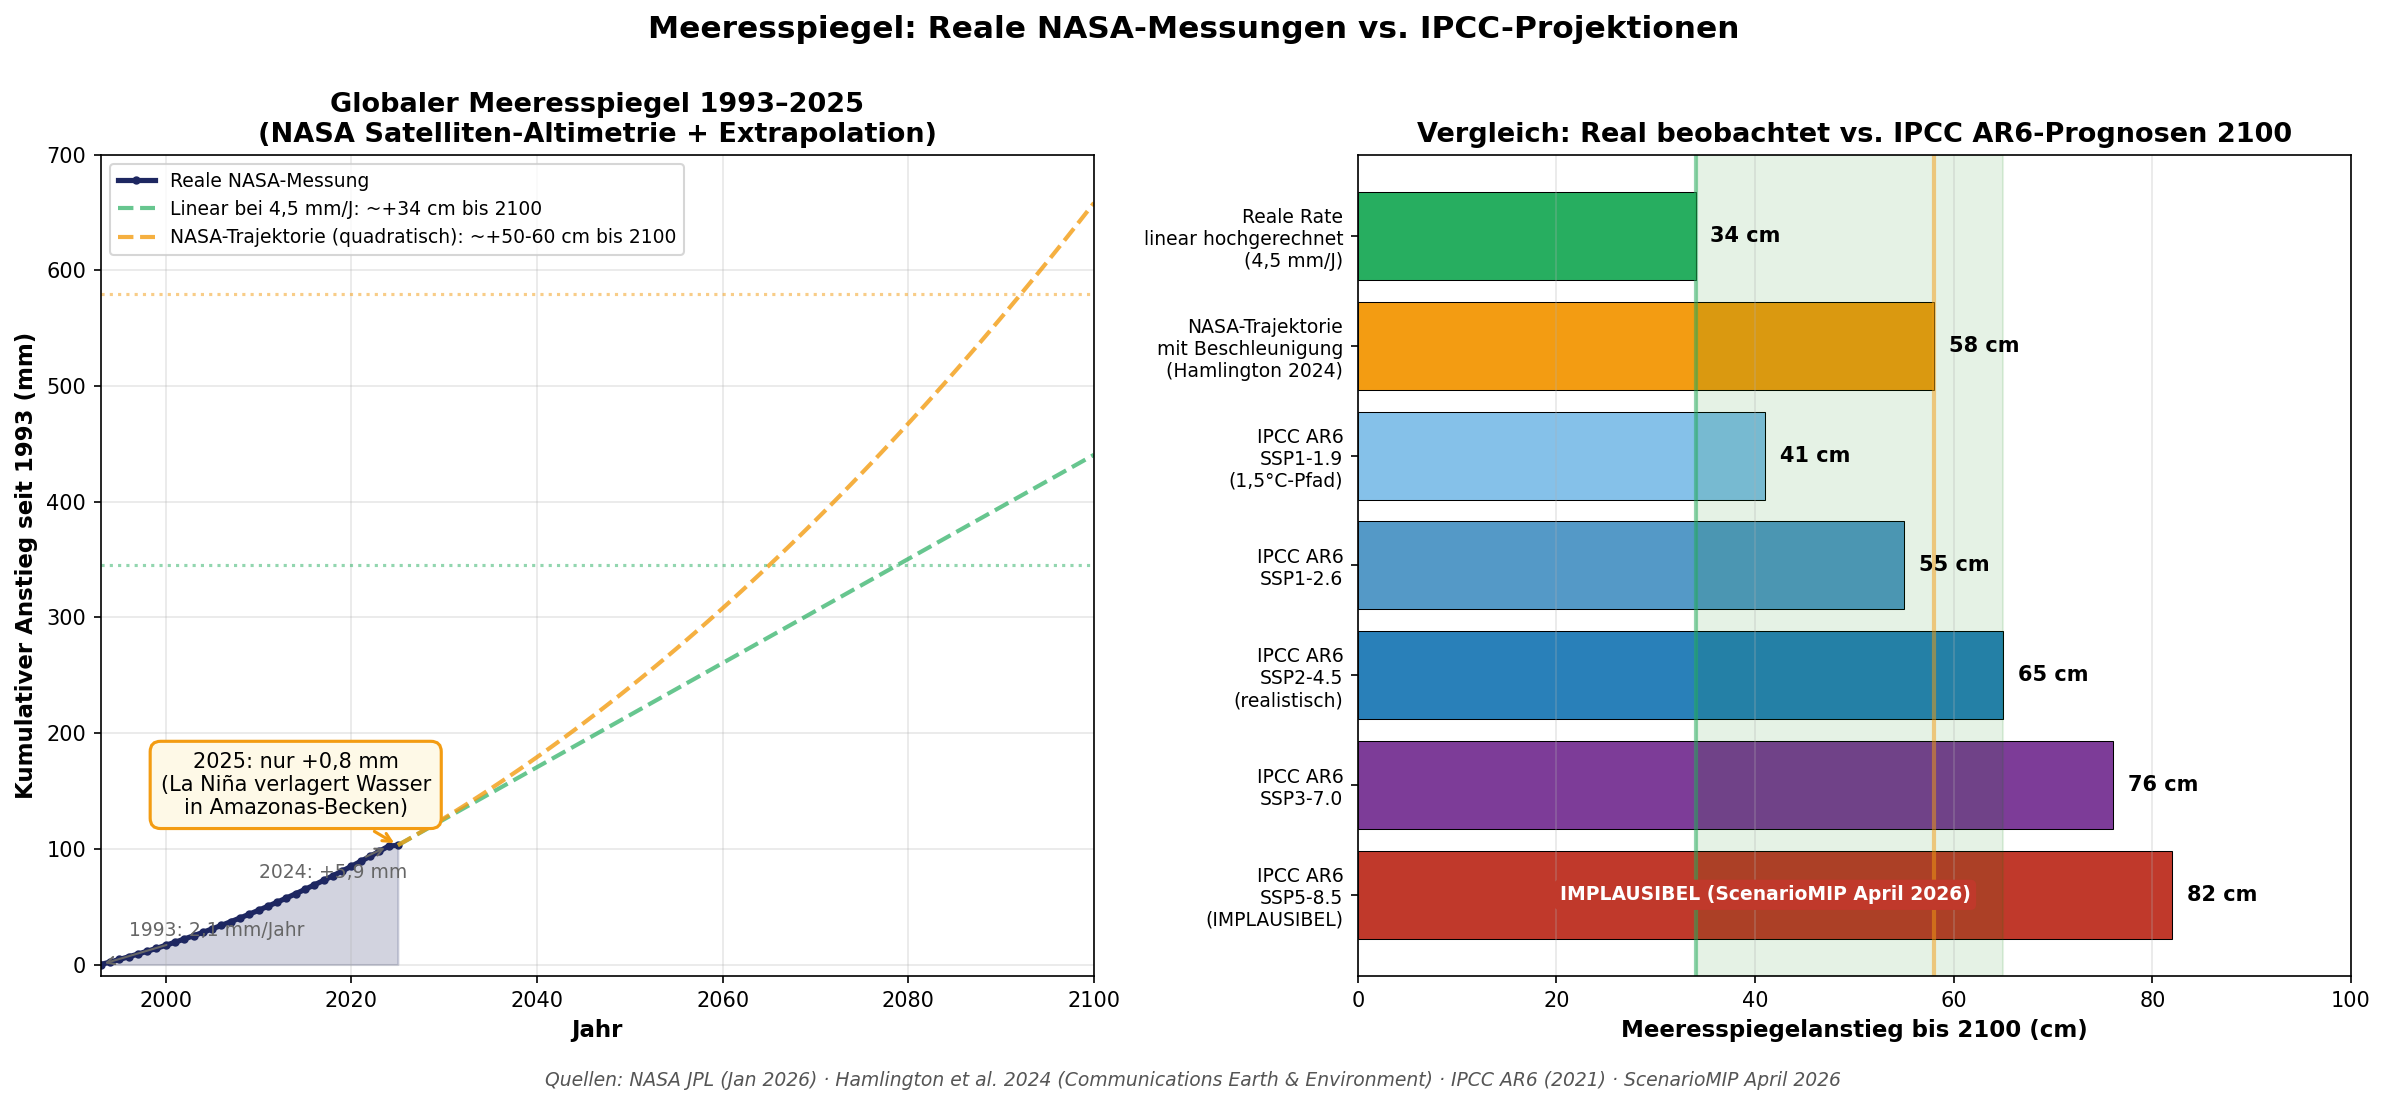 Meeresspiegel: Reale NASA-Messungen vs. IPCC-Projektionen
Globaler Meeresspiegel 1993–2025
(NASA Satelliten-Altimetrie + Extrapolation)
Kumulativer Anstieg seit 1993 (mm)
700
600
500
400
300
200
100
0
Reale NASA-Messung
Linear bei 4,5 mm/J: ~+34 cm bis 2100
NASA-Trajektorie (quadratisch): ~+50-60 cm bis 2100
2025: nur +0,8 mm
(La Niña verlagert Wasser
in Amazonas-Becken)
2024: +5,9 mm
1993: 2,1 mm/Jahr
2000
2020
2040
2060
2080
2100
Jahr
Vergleich: Real beobachtet vs. IPCC AR6-Prognosen 2100
Reale Rate
linear hochgerechnet
(4,5 mm/J)
34 cm
NASA-Trajektorie
mit Beschleunigung
(Hamlington 2024)
58 cm
IPCC AR6
SSP1-1.9
(1,5°C-Pfad)
41 cm
IPCC AR6
SSP1-2.6
55 cm
IPCC AR6
SSP2-4.5
(realistisch)
65 cm
IPCC AR6
SSP3-7.0
76 cm
IPCC AR6
SSP5-8.5
(IMPLAUSIBEL)
IMPLAUSIBEL (ScenarioMIP April 2026)
82 cm
0
20
40
60
80
100
Meeresspiegelanstieg bis 2100 (cm)
Quellen: NASA JPL (Jan 2026) · Hamlington et al. 2024 (Communications Earth & Environment) · IPCC AR6 (2021) · ScenarioMIP April 2026